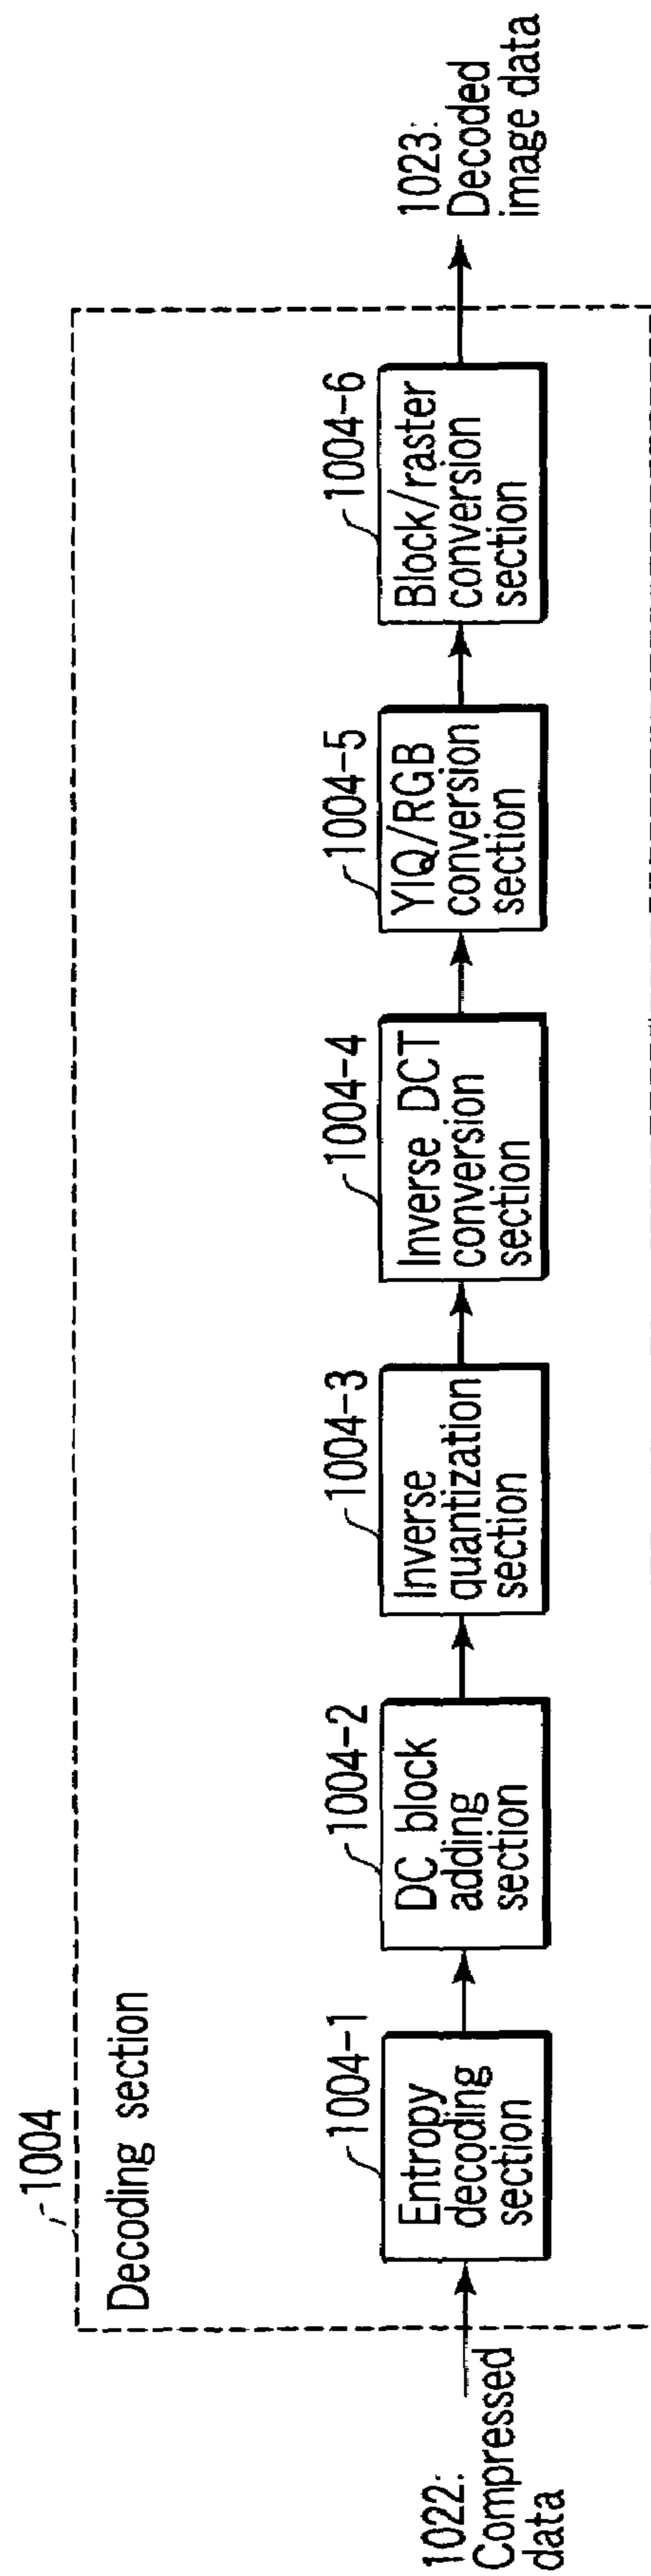 1004
Decoding section
1022:
Compressed
data
1004-1
Entropy
decoding
section
1004-2
DC block
adding
section
1004-3
Inverse
quantization
section
1004-4
Inverse DCT
conversion
section
1004-5
YIQ/RGB
conversion
section
1004-6
Block/raster
conversion
section
1023:
Decoded
image data